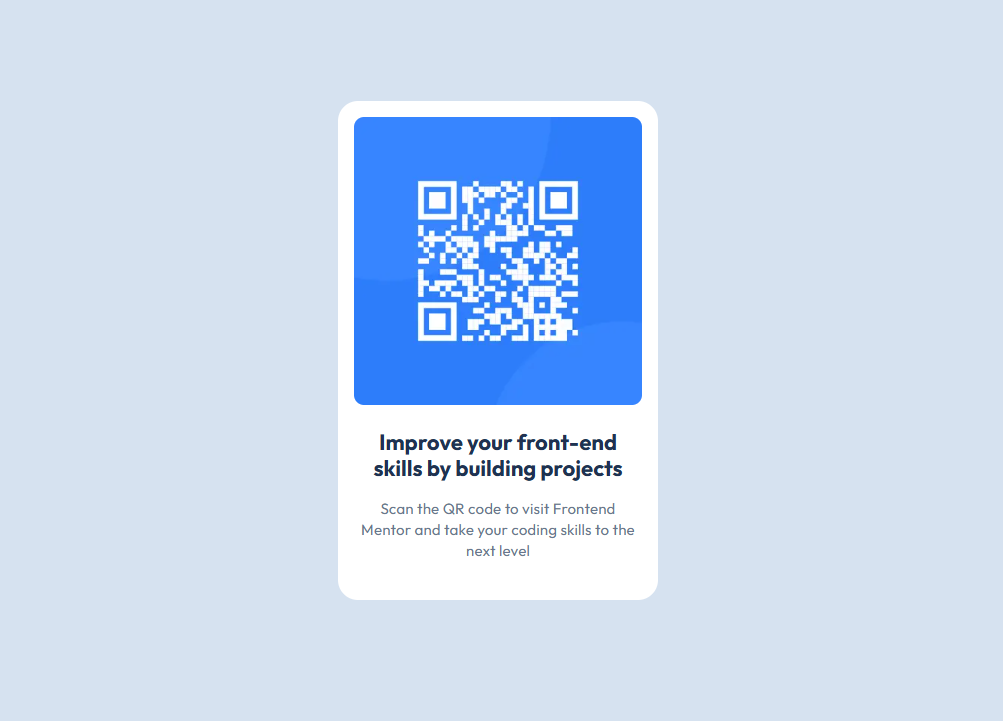 Improve your front-end
skills by building projects
Scan the QR code to visit Frontend
Mentor and take your coding skills to the
next level